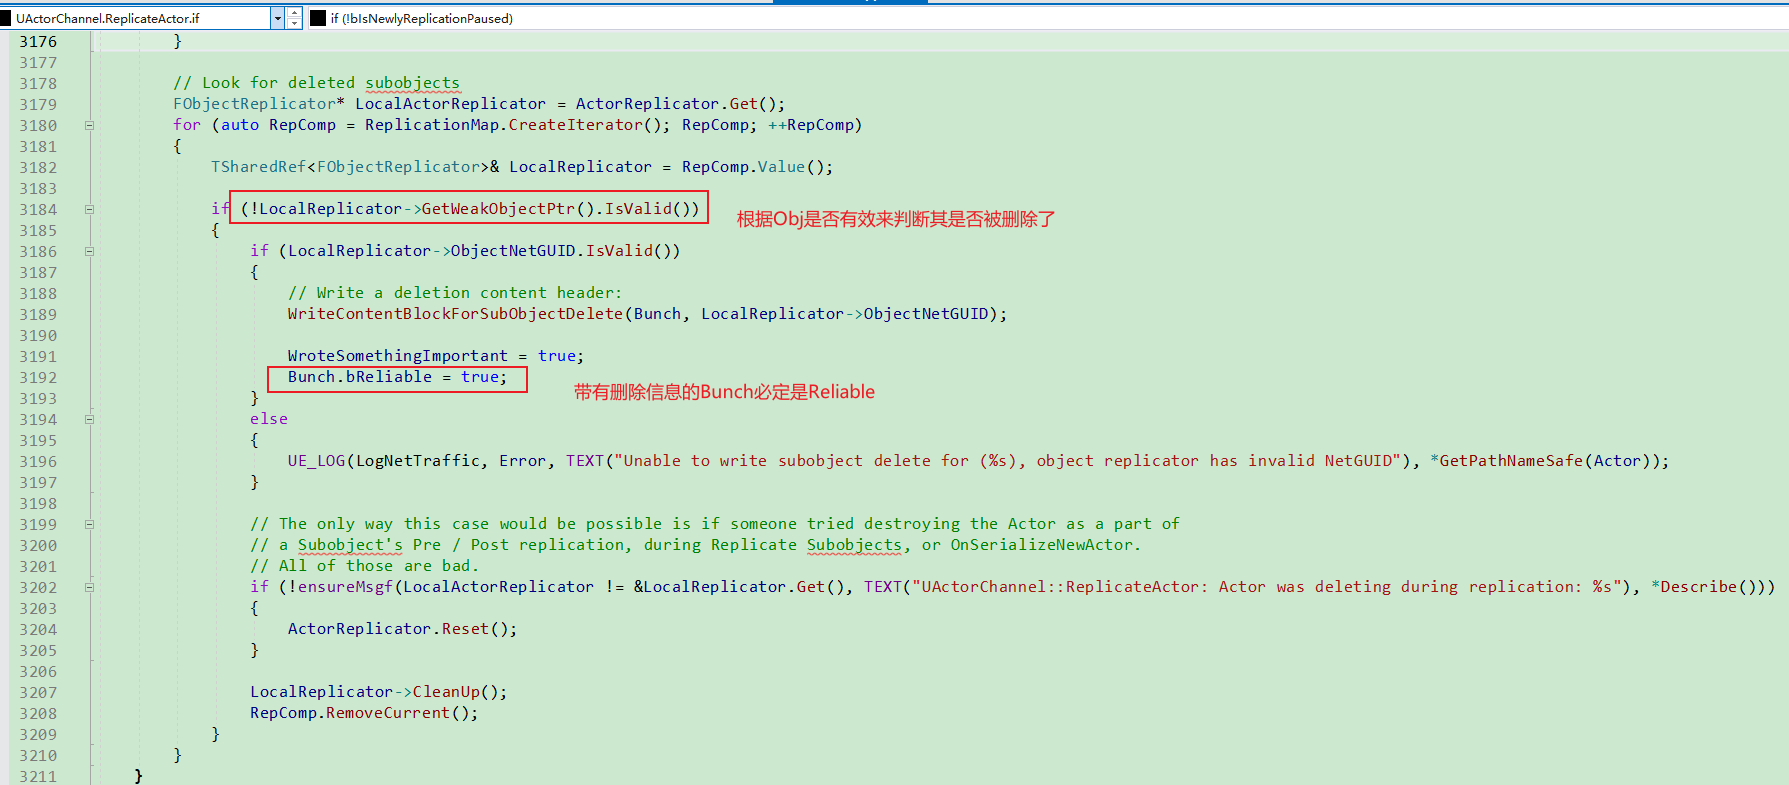 UActorChannel.ReplicateActor.if
if (!bIsNewlyReplicationPaused)
3176 }
3177
3178 // Look for deleted subobjects
3179 FObjectReplicator* LocalActorReplicator = ActorReplicator.Get();
3180 for (auto RepComp = ReplicationMap.CreateIterator(); RepComp; ++RepComp)
3181 {
3182 TSharedRef<FObjectReplicator>& LocalReplicator = RepComp.Value();
3183
3184 if (!LocalReplicator->GetWeakObjectPtr().IsValid()) 根据Obj是否有效来判断其是否被删除了
3185 {
3186 if (LocalReplicator->ObjectNetGUID.IsValid())
3187 {
3188 // Write a deletion content header:
3189 WriteContentBlockForSubObjectDelete(Bunch, LocalReplicator->ObjectNetGUID);
3190
3191 WroteSomethingImportant = true;
3192 Bunch.bReliable = true; 带有删除信息的Bunch必定是Reliable
3193 }
3194 else
3195 {
3196 UE_LOG(LogNetTraffic, Error, TEXT("Unable to write subobject delete for (%s), object replicator has invalid NetGUID"), *GetPathNameSafe(Actor));
3197 }
3198
3199 // The only way this case would be possible is if someone tried destroying the Actor as a part of
3200 // a Subobject's Pre / Post replication, during Replicate Subobjects, or OnSerializeNewActor.
3201 // All of those are bad.
3202 if (!ensureMsgf(LocalActorReplicator != &LocalReplicator.Get(), TEXT("UActorChannel::ReplicateActor: Actor was deleting during replication: %s"), *Describe()))
3203 {
3204 ActorReplicator.Reset();
3205 }
3206
3207 LocalReplicator->CleanUp();
3208 RepComp.RemoveCurrent();
3209 }
3210 }
3211 }